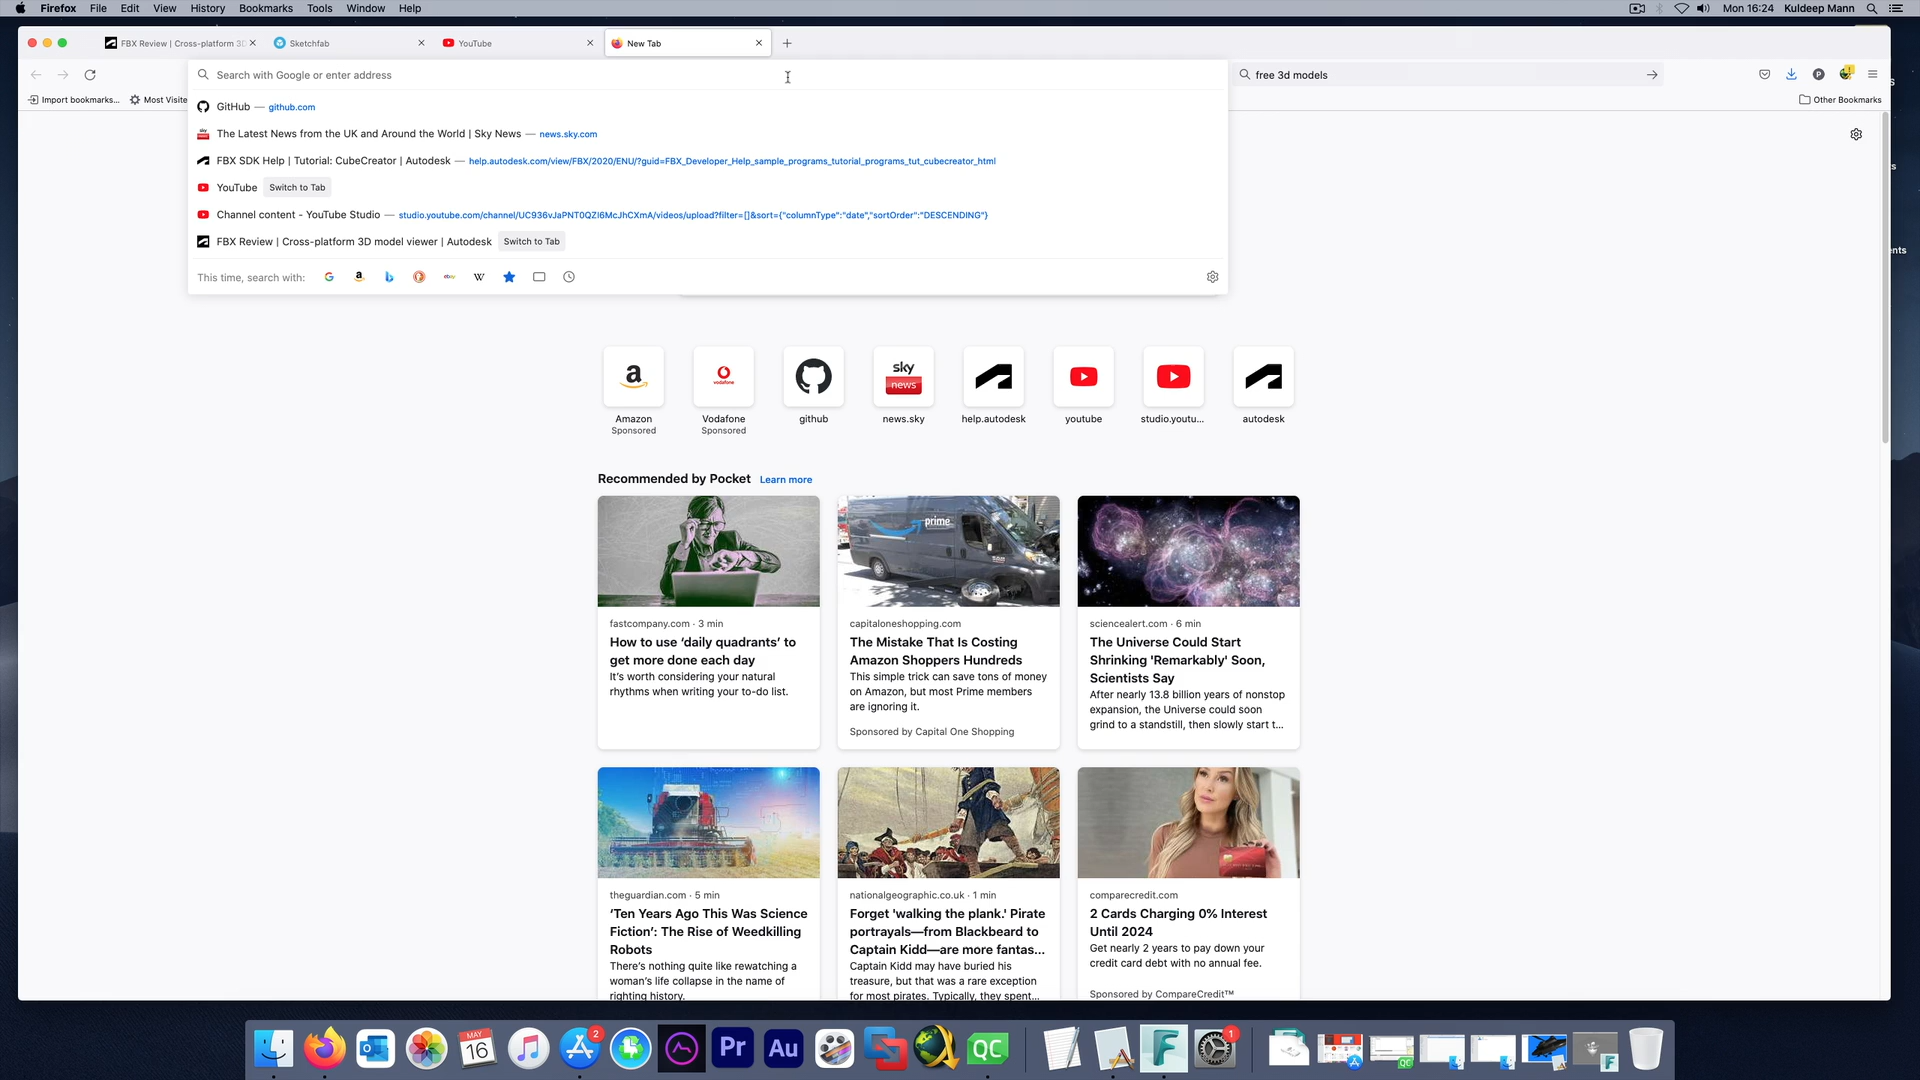 Firefox File Edit View History Bookmarks Tools Window Help Mon 16:24 Kuldeep Mann
FBX Review | Cross-platform 3D Sketchfab YouTube New Tab
Search with Google or enter address free 3d models
Import bookmarks... Most Visite Other Bookmarks
GitHub — github.com
The Latest News from the UK and Around the World | Sky News — news.sky.com
FBX SDK Help | Tutorial: CubeCreator | Autodesk — help.autodesk.com/view/FBX/2020/ENU/?guid=FBX_Developer_Help_sample_programs_tutorial_programs_tut_cubecreator_html
YouTube Switch to Tab
Channel content - YouTube Studio — studio.youtube.com/channel/UC936vJaPNT0QZI6McJhCXmA/videos/upload?filter=[]&sort={"columnType":"date","sortOrder":"DESCENDING"}
FBX Review | Cross-platform 3D model viewer | Autodesk Switch to Tab
This time, search with:
Amazon Vodafone github news.sky help.autodesk youtube studio.youtu... autodesk
Sponsored Sponsored
Recommended by Pocket Learn more
fastcompany.com · 3 min
How to use ‘daily quadrants’ to
get more done each day
It’s worth considering your natural
rhythms when writing your to-do list.
prime
capitaloneshopping.com
The Mistake That Is Costing
Amazon Shoppers Hundreds
This simple trick can save tons of money
on Amazon, but most Prime members
are ignoring it.
Sponsored by Capital One Shopping
sciencealert.com · 6 min
The Universe Could Start
Shrinking 'Remarkably' Soon,
Scientists Say
After nearly 13.8 billion years of nonstop
expansion, the Universe could soon
grind to a standstill, then slowly start t...
theguardian.com · 5 min
‘Ten Years Ago This Was Science
Fiction’: The Rise of Weedkilling
Robots
There’s nothing quite like rewatching a
woman’s life collapse in the name of
righting history.
nationalgeographic.co.uk · 1 min
Forget 'walking the plank.' Pirate
portrayals—from Blackbeard to
Captain Kidd—are more fantas...
Captain Kidd may have buried his
treasure, but that was a rare exception
for most pirates. Typically, they spent...
comparecredit.com
2 Cards Charging 0% Interest
Until 2024
Get nearly 2 years to pay down your
credit card debt with no annual fee.
Sponsored by CompareCredit™
MAY
16
2
Pr
Au
QC
F
1